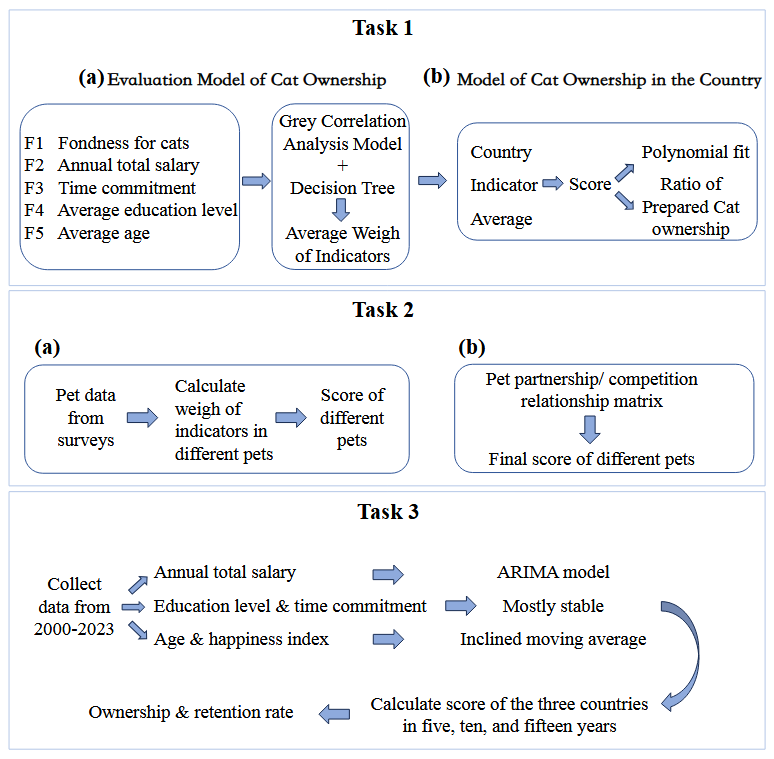 Task 1
(a) Evaluation Model of Cat Ownership
(b) Model of Cat Ownership in the Country
F1 Fondness for cats
F2 Annual total salary
F3 Time commitment
F4 Average education level
F5 Average age
Grey Correlation
Analysis Model
+
Decision Tree
Average Weigh
of Indicators
Country
Indicator
Average
Score
Polynomial fit
Ratio of
Prepared Cat
ownership
Task 2
(a)
Pet data
from
surveys
Calculate
weigh of
indicators in
different pets
Score of
different
pets
(b)
Pet partnership/ competition
relationship matrix
Final score of different pets
Task 3
Collect
data from
2000-2023
Annual total salary
ARIMA model
Education level & time commitment
Mostly stable
Age & happiness index
Inclined moving average
Calculate score of the three countries
in five, ten, and fifteen years
Ownership & retention rate